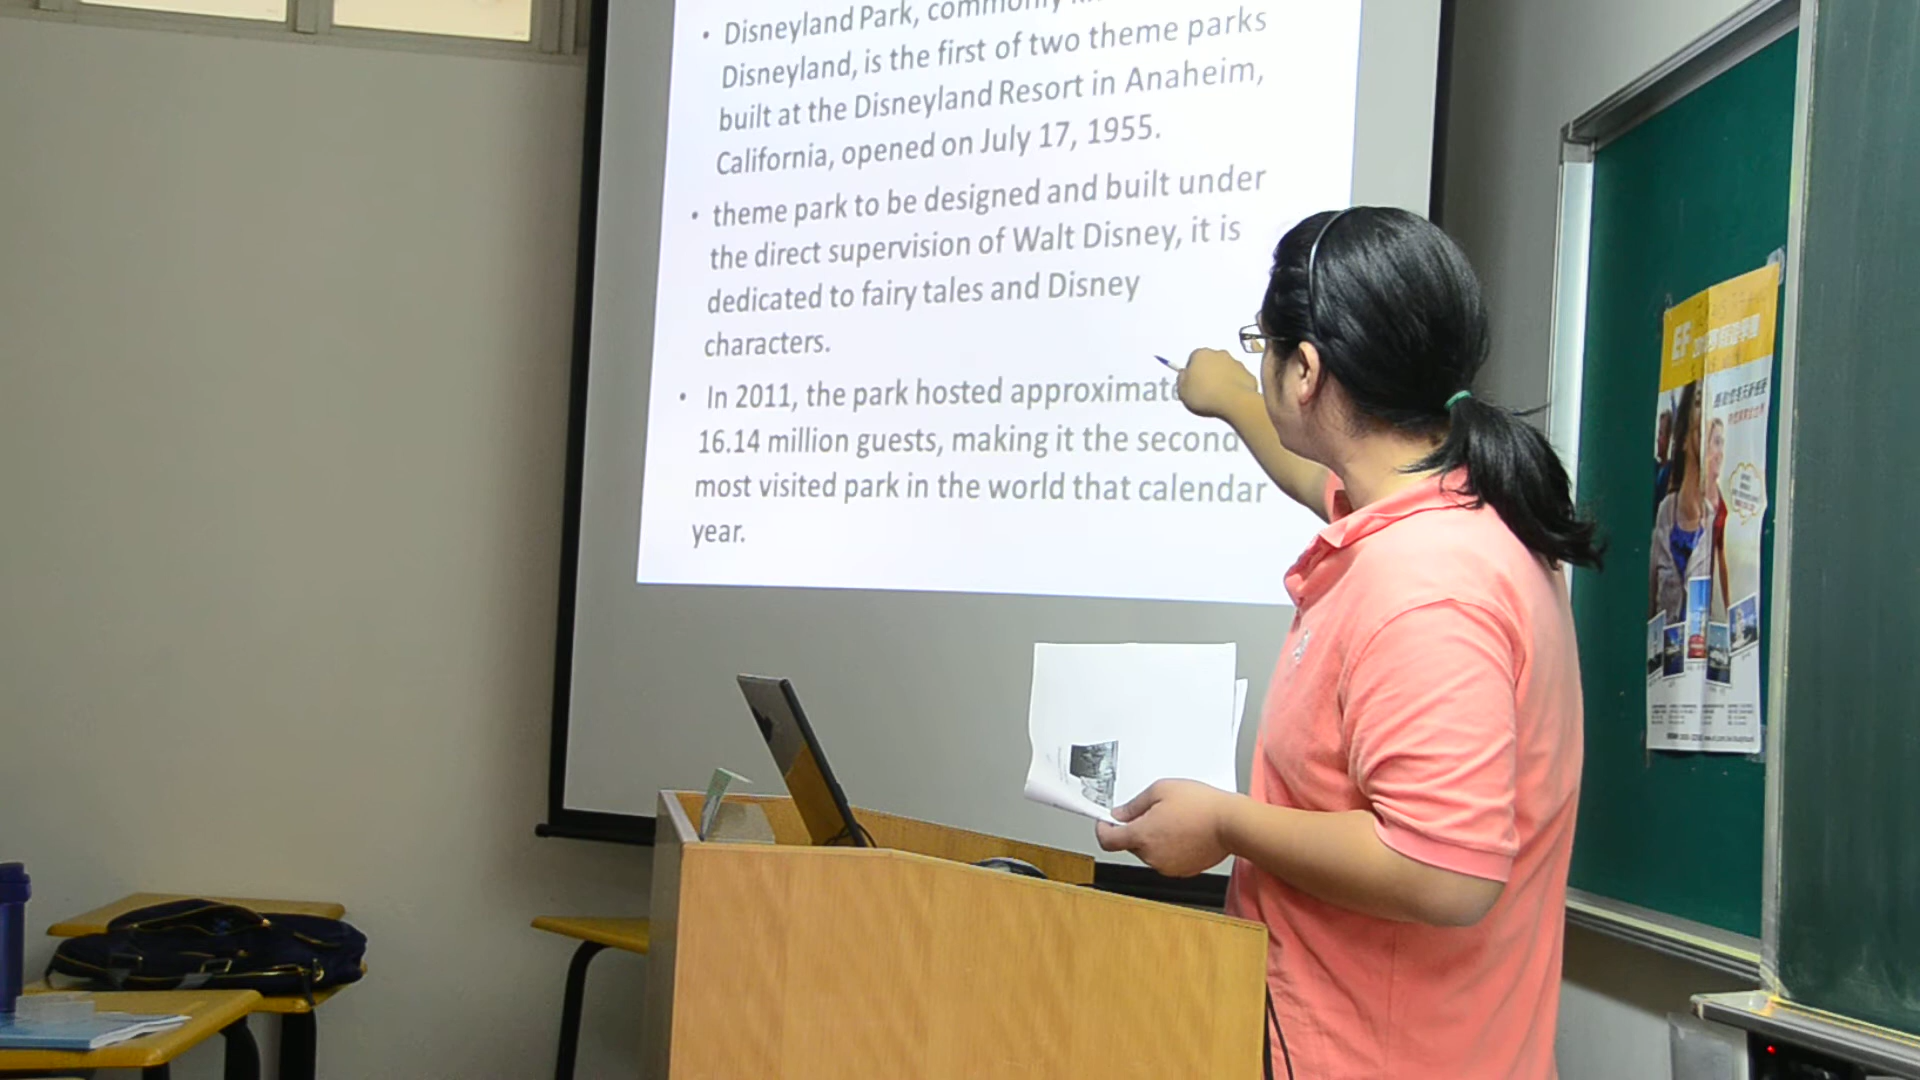 • Disneyland Park, commonly
Disneyland, is the first of two theme parks
built at the Disneyland Resort in Anaheim,
California, opened on July 17, 1955.
• theme park to be designed and built under
the direct supervision of Walt Disney, it is
dedicated to fairy tales and Disney
characters.
• In 2011, the park hosted approximate
16.14 million guests, making it the second
most visited park in the world that calendar
year.
EF